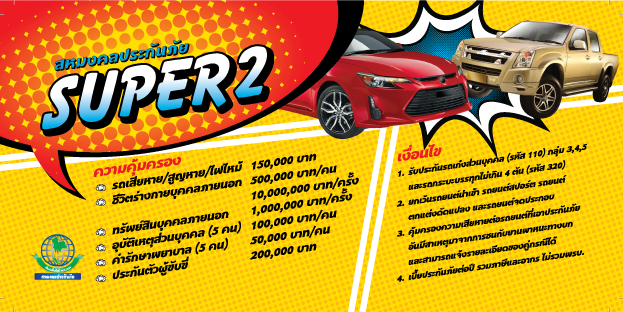 สหมงคลประกันภัย
SUPER2
ความคุ้มครอง
รถเสียหาย/สูญหาย/ไฟไหม้ 150,000 บาท
ชีวิตร่างกายบุคคลภายนอก 500,000 บาท/คน
10,000,000 บาท/ครั้ง
ทรัพย์สินบุคคลภายนอก 1,000,000 บาท/ครั้ง
อุบัติเหตุส่วนบุคคล (5 คน) 100,000 บาท/คน
ค่ารักษาพยาบาล (5 คน) 50,000 บาท/คน
ประกันตัวผู้ขับขี่ 200,000 บาท
สหมงคลประกันภัย
เงื่อนไข
1. รับประกันรถเก๋งส่วนบุคคล (รหัส 110) กลุ่ม 3,4,5
และรถกระบะบรรทุกไม่เกิน 4 ตัน (รหัส 320)
2. ยกเว้นรถยนต์นำเข้า รถยนต์สปอร์ต รถยนต์
ตกแต่งดัดแปลง และรถยนต์จดประกอบ
3. คุ้มครองความเสียหายต่อรถยนต์ที่เอาประกันภัย
อันมีสาเหตุมาจากการชนกับยานพาหนะทางบก
และสามารถแจ้งรายละเอียดของคู่กรณีได้
4. เบี้ยประกันภัยต่อปี รวมภาษีและอากร ไม่รวมพรบ.